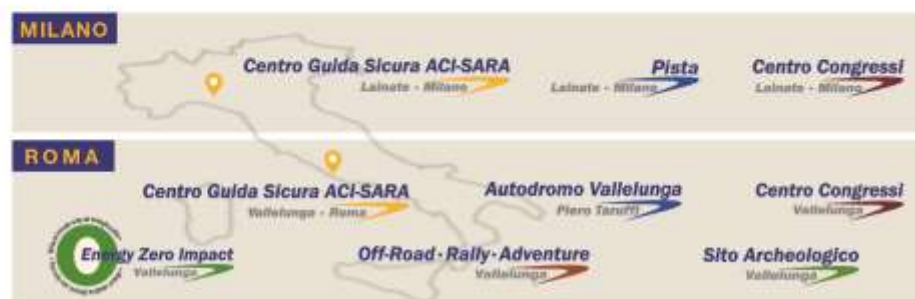 MILANO
Centro Guida Sicura ACI-SARA
Lainate - Milano
Pista
Lainate - Milano
Centro Congressi
Lainate - Milano
ROMA
Centro Guida Sicura ACI-SARA
Vallelunga - Roma
Autodromo Vallelunga
Piero Taruffi
Centro Congressi
Vallelunga
Energy Zero Impact
Vallelunga
Off-Road - Rally - Adventure
Vallelunga
Sito Archeologico
Vallelunga